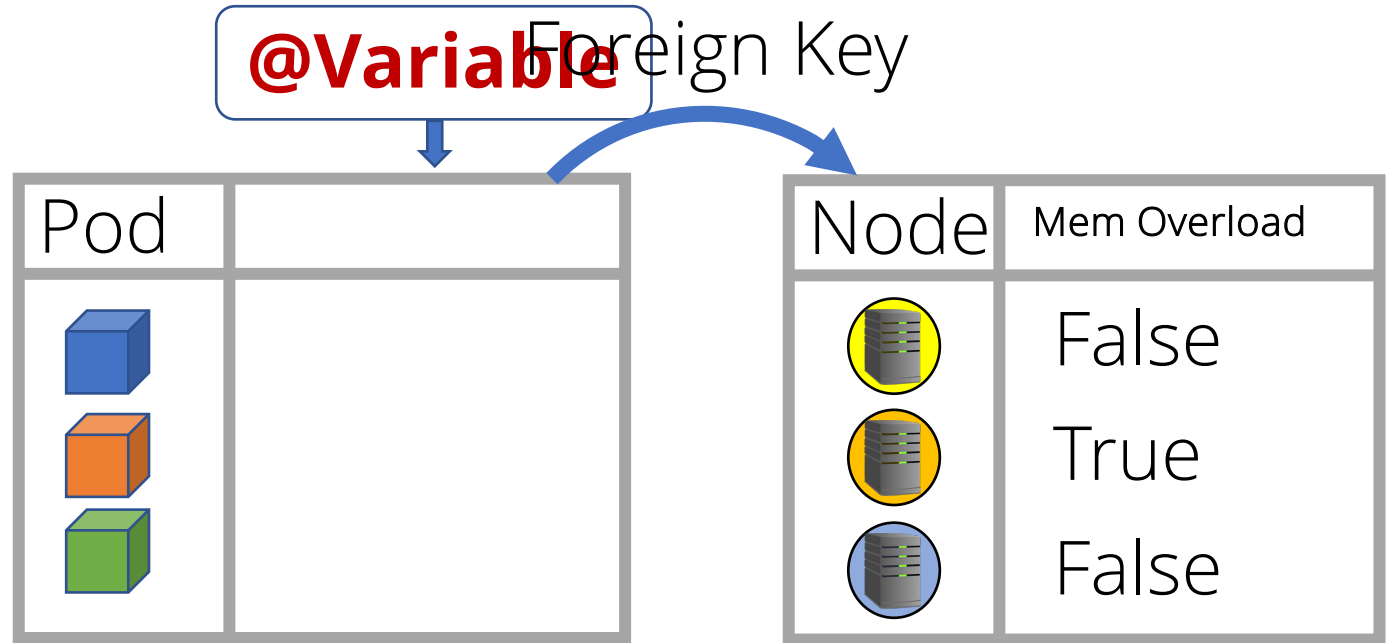 @Variable
Foreign Key
Pod
Node
Mem Overload
False
True
False